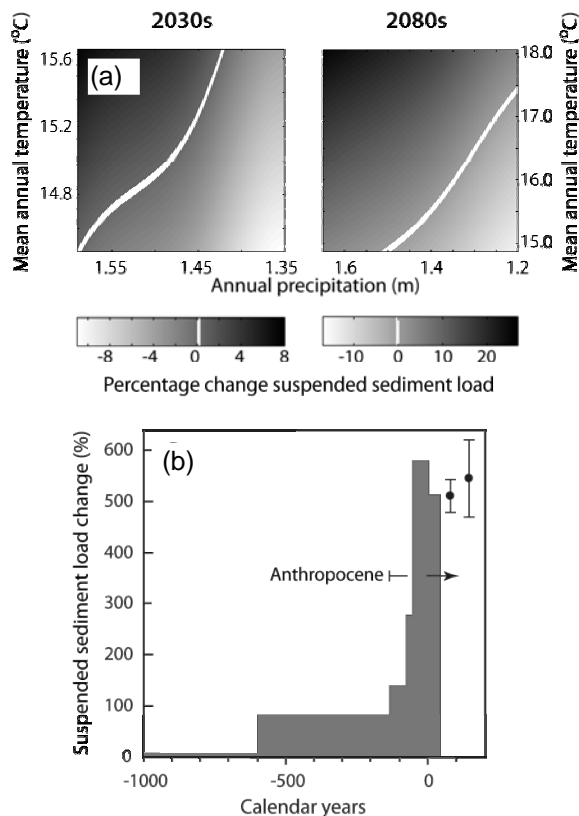 2030s
2080s
Mean annual temperature (°C)
15.6
15.2
14.8
(a)
1.55
1.45
1.35
18.0
17.0
16.0
15.0
Mean annual temperature (°C)
1.6
1.4
1.2
Annual precipitation (m)
-8 -4 0 4 8
-10 0 10 20
Percentage change suspended sediment load
(b)
Suspended sediment load change (%)
600
500
400
300
200
100
0
Anthropocene
-1000
-500
0
Calendar years